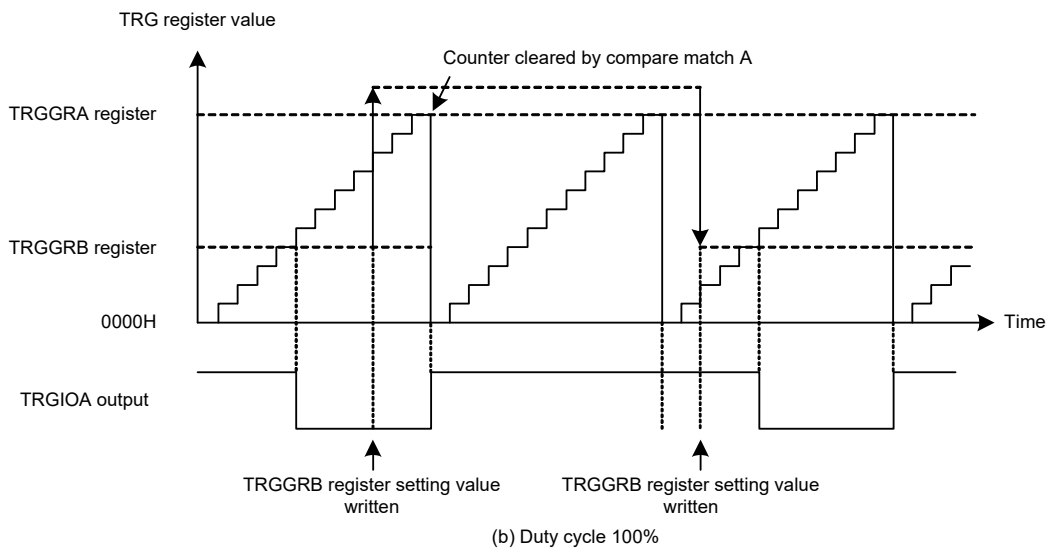 TRG register value
Counter cleared by compare match A
TRGGRA register
TRGGRB register
0000H
Time
TRGIOA output
TRGGRB register setting value
written
TRGGRB register setting value
written
(b) Duty cycle 100%